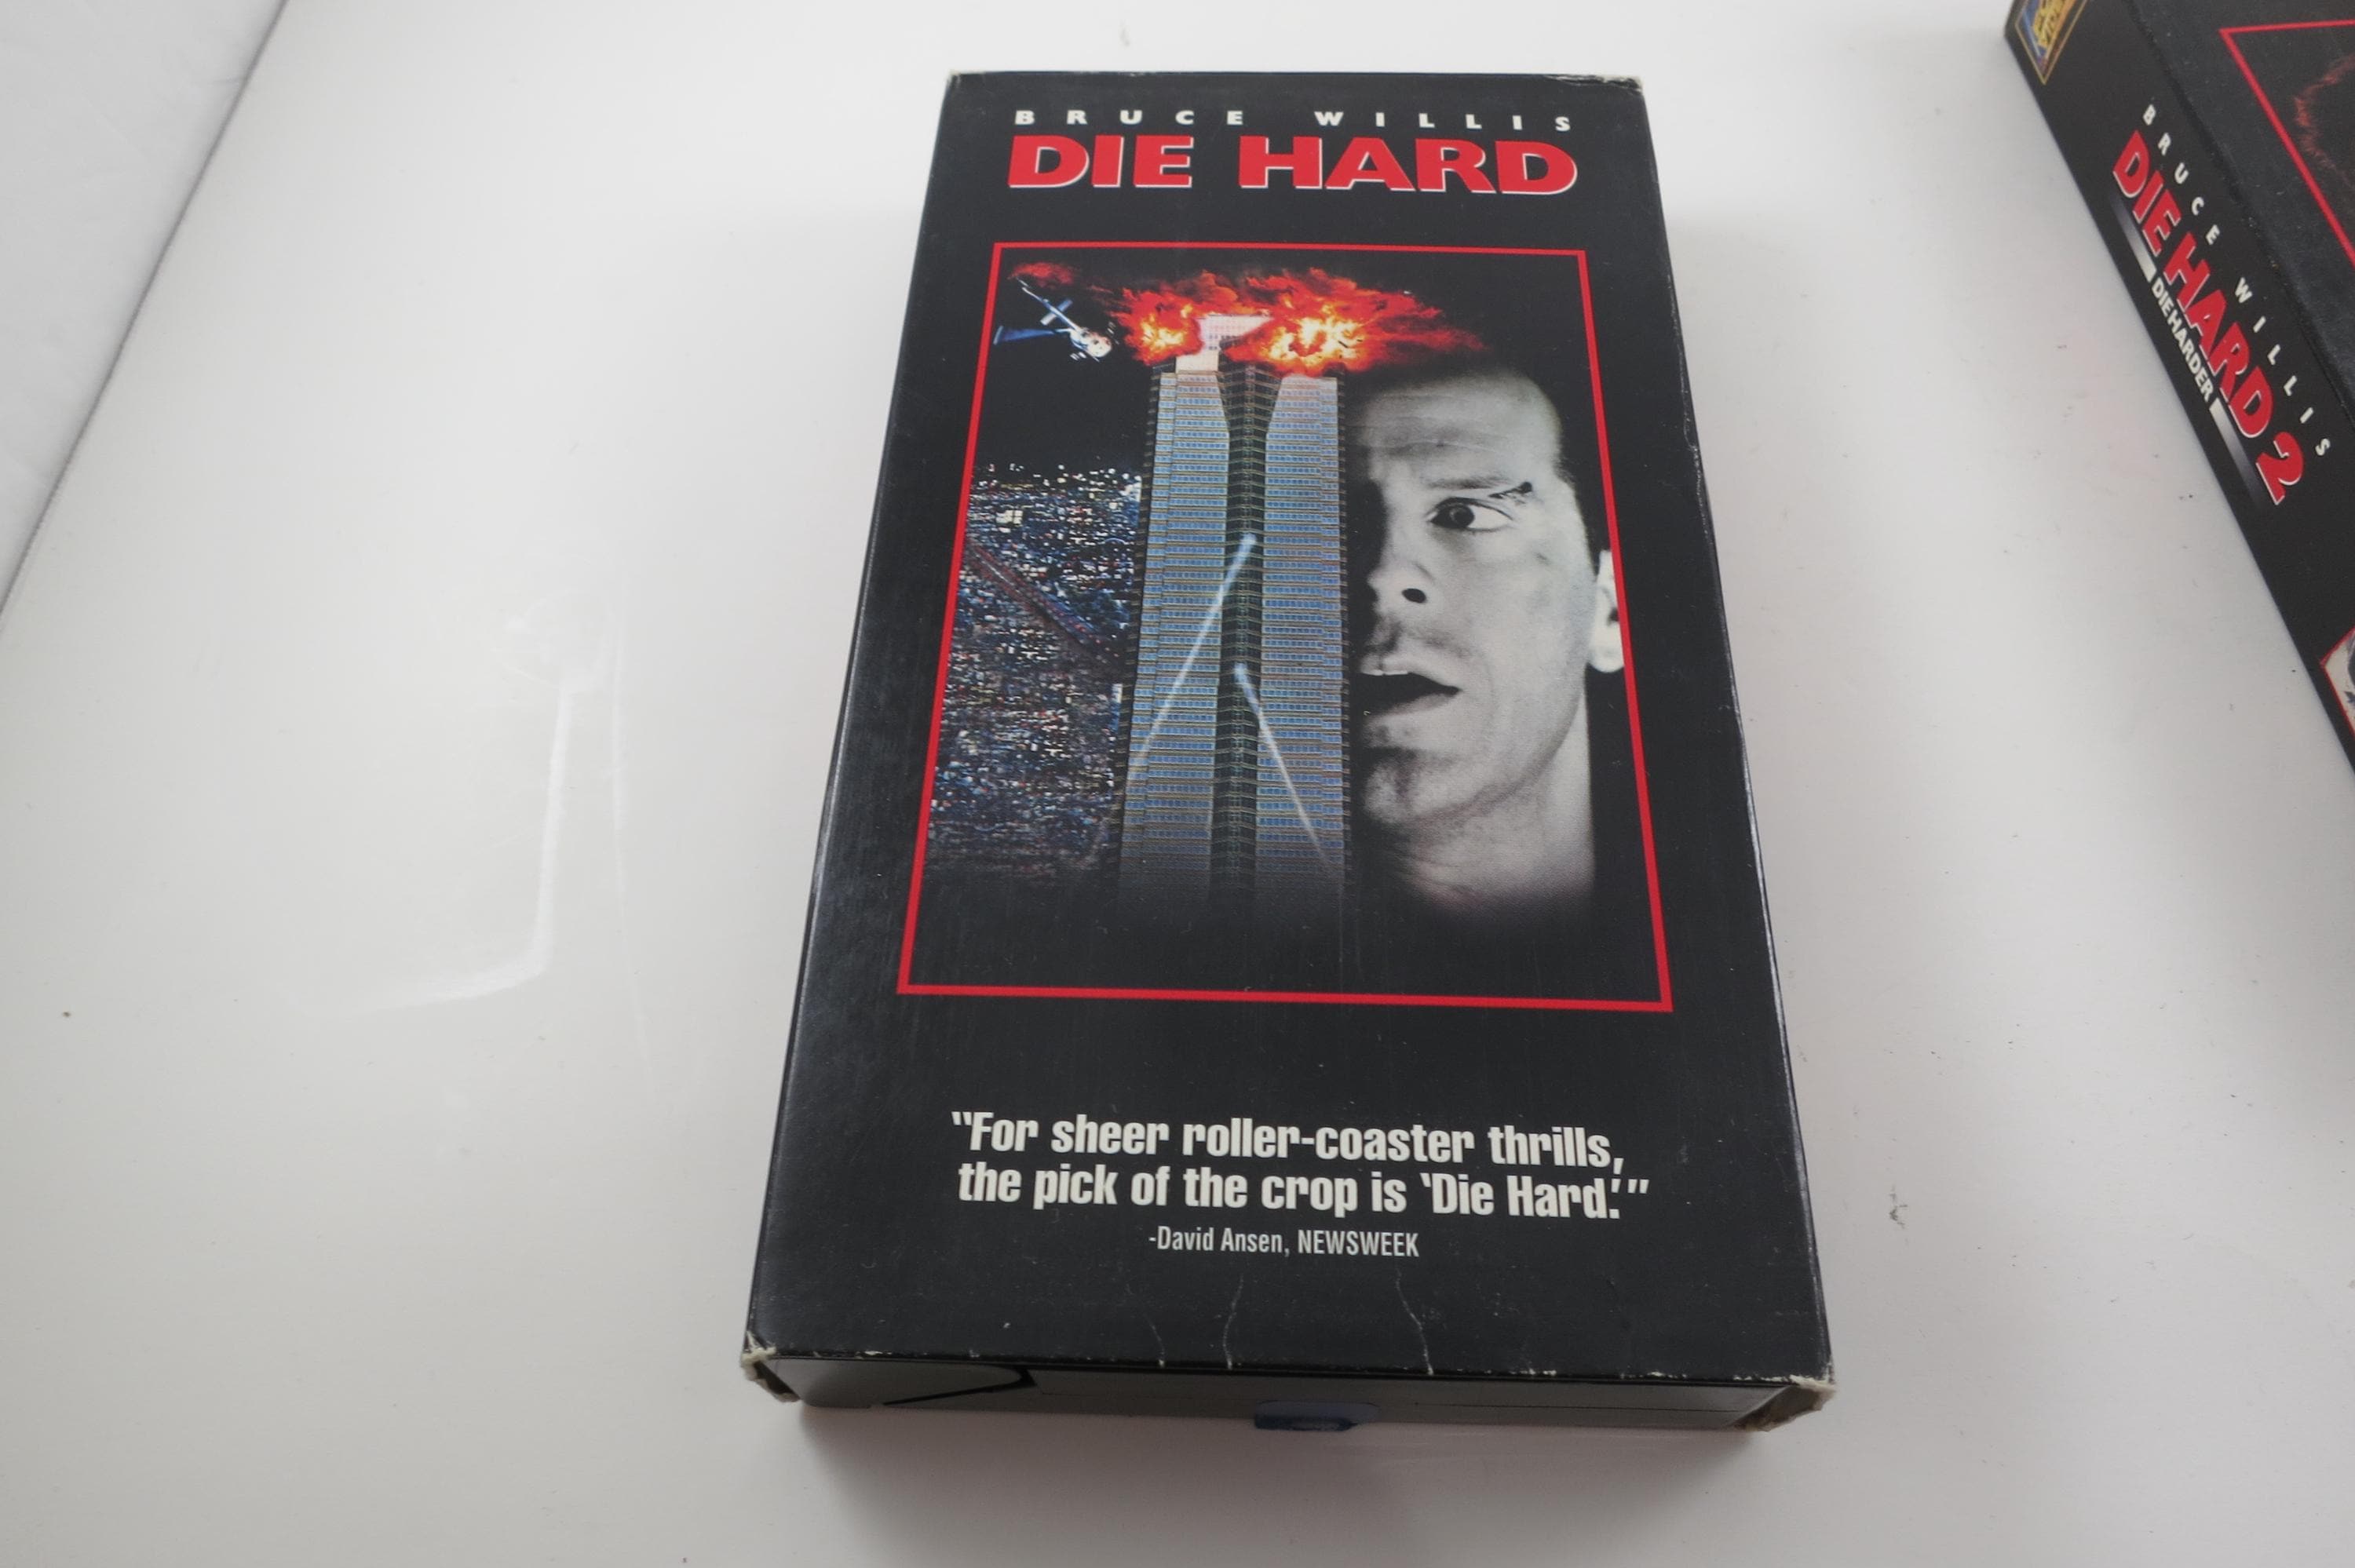 BRUCE WILLIS
DIE HARD
"For sheer roller-coaster thrills,
the pick of the crop is 'Die Hard.'"
-David Ansen, NEWSWEEK
BRUCE WILLIS
DIE HARD 2
DIE HARDER